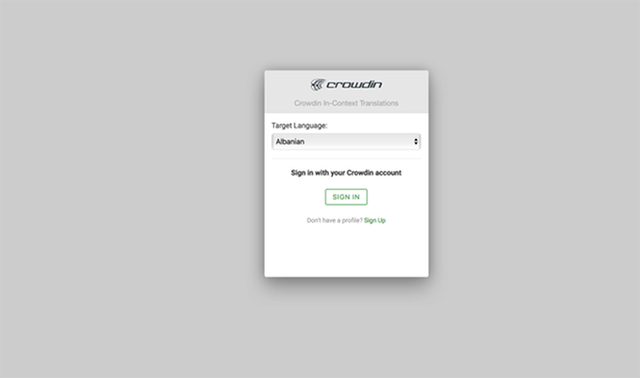 crowdin
Crowdin In-Context Translations
Target Language:
Albanian
Sign in with your Crowdin account
SIGN IN
Don't have a profile? Sign Up